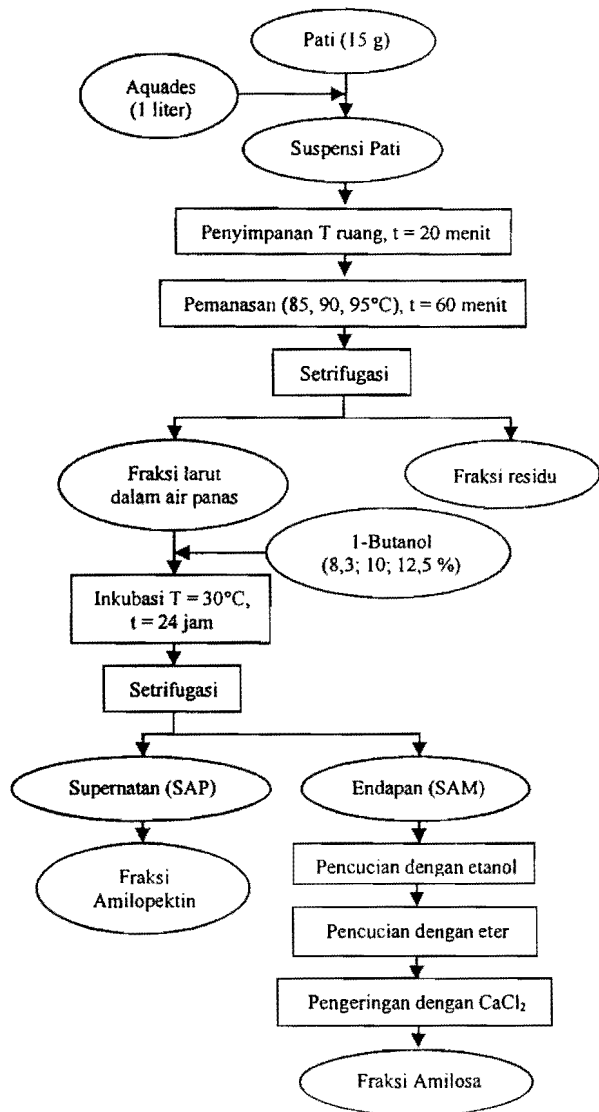 Pati (15 g)
Aquades
(1 liter)
Suspensi Pati
Penyimpanan T ruang, t = 20 menit
Pemanasan (85, 90, 95°C), t = 60 menit
Setrifugasi
Fraksi larut
dalam air panas
Fraksi residu
1-Butanol
(8,3; 10; 12,5 %)
Inkubasi T = 30°C,
t = 24 jam
Setrifugasi
Supernatan (SAP)
Endapan (SAM)
Fraksi
Amilopektin
Pencucian dengan etanol
Pencucian dengan eter
Pengeringan dengan CaCl₂
Fraksi Amilosa